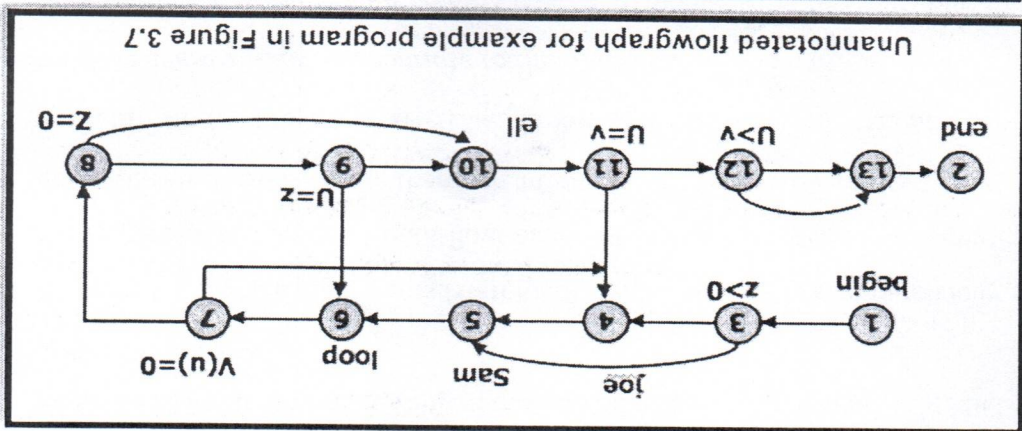 joe
Sam
loop
V(u)=0
1
3
4
5
6
7
begin
z>0
U=z
2
13
12
11
10
9
8
end
U>v
U=v
ell
Z=0
Unannotated flowgraph for example program in Figure 3.7